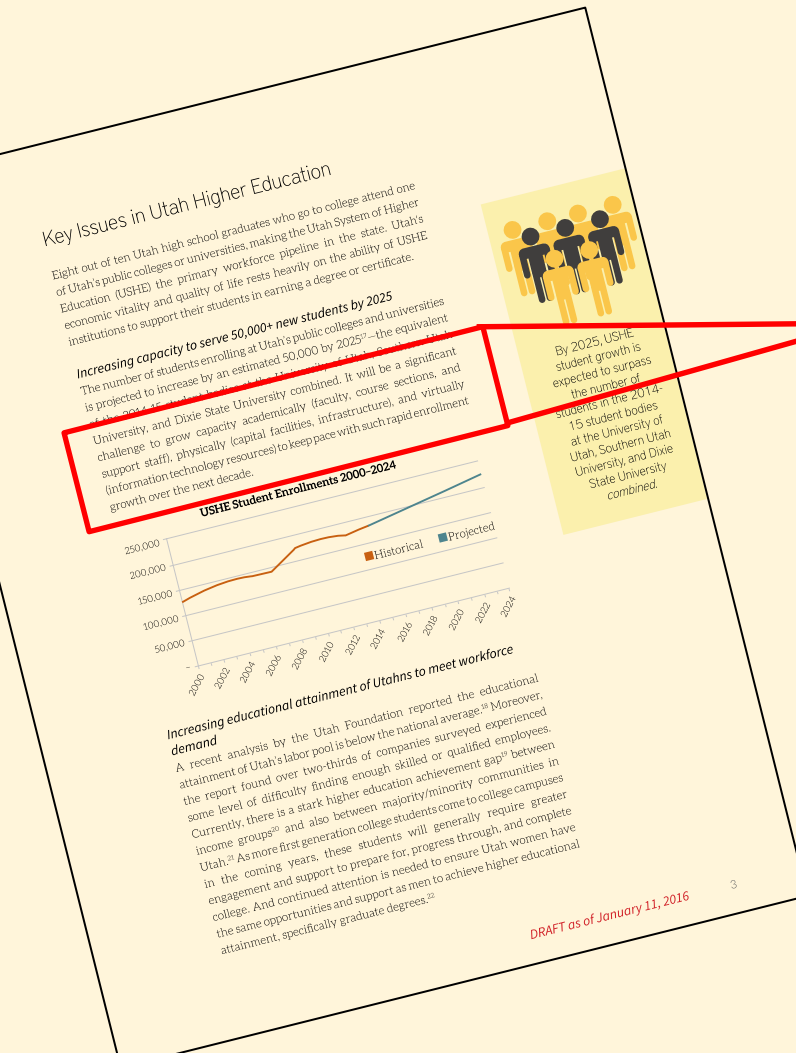 Key Issues in Utah Higher Education
Eight out of ten Utah high school graduates who go to college attend one
of Utah's public colleges or universities, making the Utah System of Higher
Education (USHE) the primary workforce pipeline in the state. Utah's
economic vitality and quality of life rests heavily on the ability of USHE
institutions to support their students in earning a degree or certificate.
Increasing capacity to serve 50,000+ new students by 2025
The number of students enrolling at Utah's public colleges and universities
is projected to increase by an estimated 50,000 by 2025¹⁷—the equivalent
of the 2014-15 student bodies at the University of Utah, Southern Utah
University, and Dixie State University combined. It will be a significant
challenge to grow capacity academically (faculty, course sections, and
support staff), physically (capital facilities, infrastructure), and virtually
(information technology resources) to keep pace with such rapid enrollment
growth over the next decade.
By 2025, USHE
student growth is
expected to surpass
the number of
students in the 2014-
15 student bodies
at the University of
Utah, Southern Utah
University, and Dixie
State University
combined.
USHE Student Enrollments 2000-2024
250,000
200,000
150,000
100,000
50,000
-
Historical
Projected
2000
2002
2004
2006
2008
2010
2012
2014
2016
2018
2020
2022
2024
Increasing educational attainment of Utahns to meet workforce
demand
A recent analysis by the Utah Foundation reported the educational
attainment of Utah's labor pool is below the national average.¹⁸ Moreover,
the report found over two-thirds of companies surveyed experienced
some level of difficulty finding enough skilled or qualified employees.
Currently, there is a stark higher education achievement gap¹⁹ between
income groups²⁰ and also between majority/minority communities in
Utah.²¹ As more first generation college students come to college campuses
in the coming years, these students will generally require greater
engagement and support to prepare for, progress through, and complete
college. And continued attention is needed to ensure Utah women have
the same opportunities and support as men to achieve higher educational
attainment, specifically graduate degrees.²²
DRAFT as of January 11, 2016
3